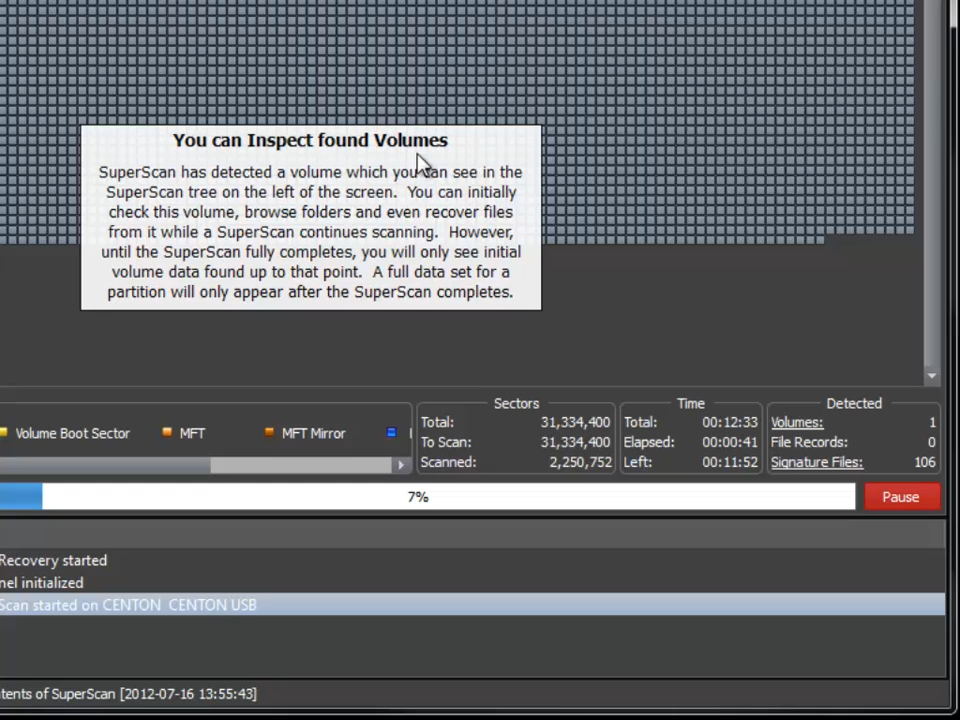 You can Inspect found Volumes
SuperScan has detected a volume which you can see in the
SuperScan tree on the left of the screen. You can initially
check this volume, browse folders and even recover files
from it while a SuperScan continues scanning. However,
until the SuperScan fully completes, you will only see initial
volume data found up to that point. A full data set for a
partition will only appear after the SuperScan completes.
Volume Boot Sector MFT MFT Mirror
Sectors
Total: 31,334,400
To Scan: 31,334,400
Scanned: 2,250,752
Time
Total: 00:12:33
Elapsed: 00:00:41
Left: 00:11:52
Detected
Volumes: 1
File Records: 0
Signature Files: 106
7%
Pause
Recovery started
nel initialized
Scan started on CENTON CENTON USB
tents of SuperScan [2012-07-16 13:55:43]